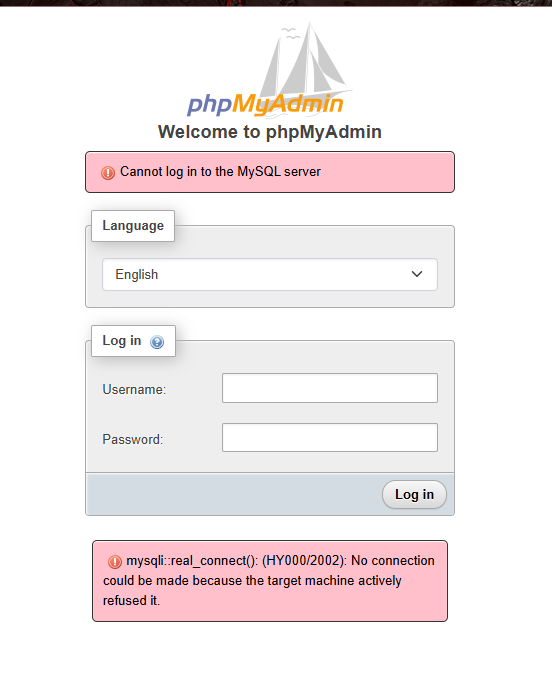 phpMyAdmin
Welcome to phpMyAdmin
Cannot log in to the MySQL server
Language
English
Log in
Username:
Password:
Log in
mysqli::real_connect(): (HY000/2002): No connection
could be made because the target machine actively
refused it.